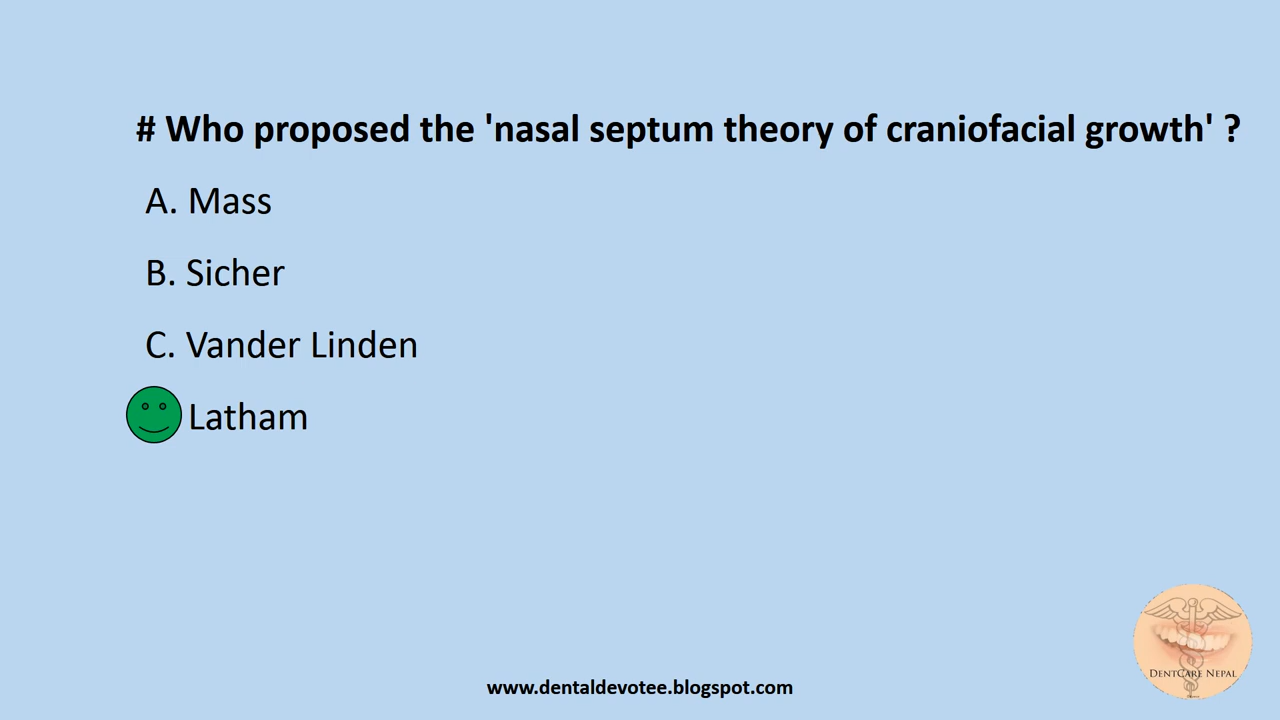 # Who proposed the 'nasal septum theory of craniofacial growth' ?
A. Mass
B. Sicher
C. Vander Linden
Latham
DentCare Nepal
www.dentaldevotee.blogspot.com